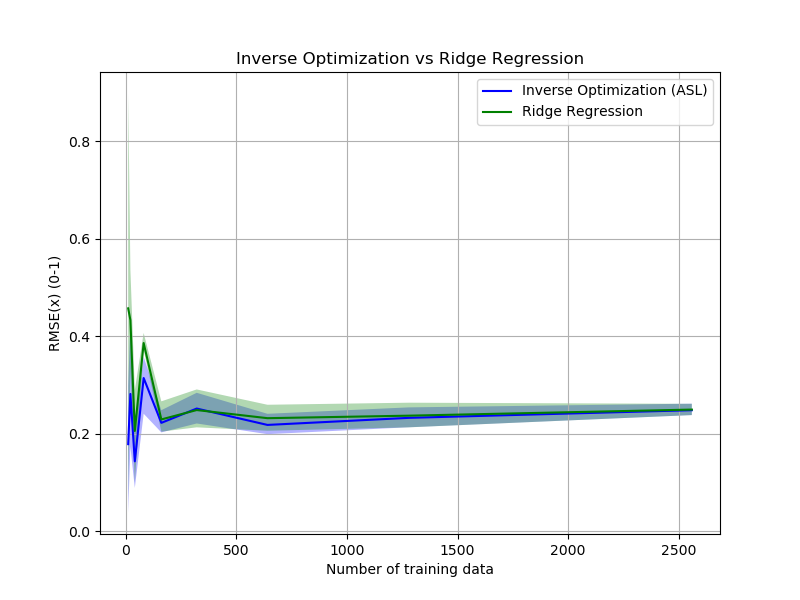 Inverse Optimization vs Ridge Regression
Inverse Optimization (ASL)
Ridge Regression
RMSE(x) (0-1)
0.8
0.6
0.4
0.2
0.0
0 500 1000 1500 2000 2500
Number of training data